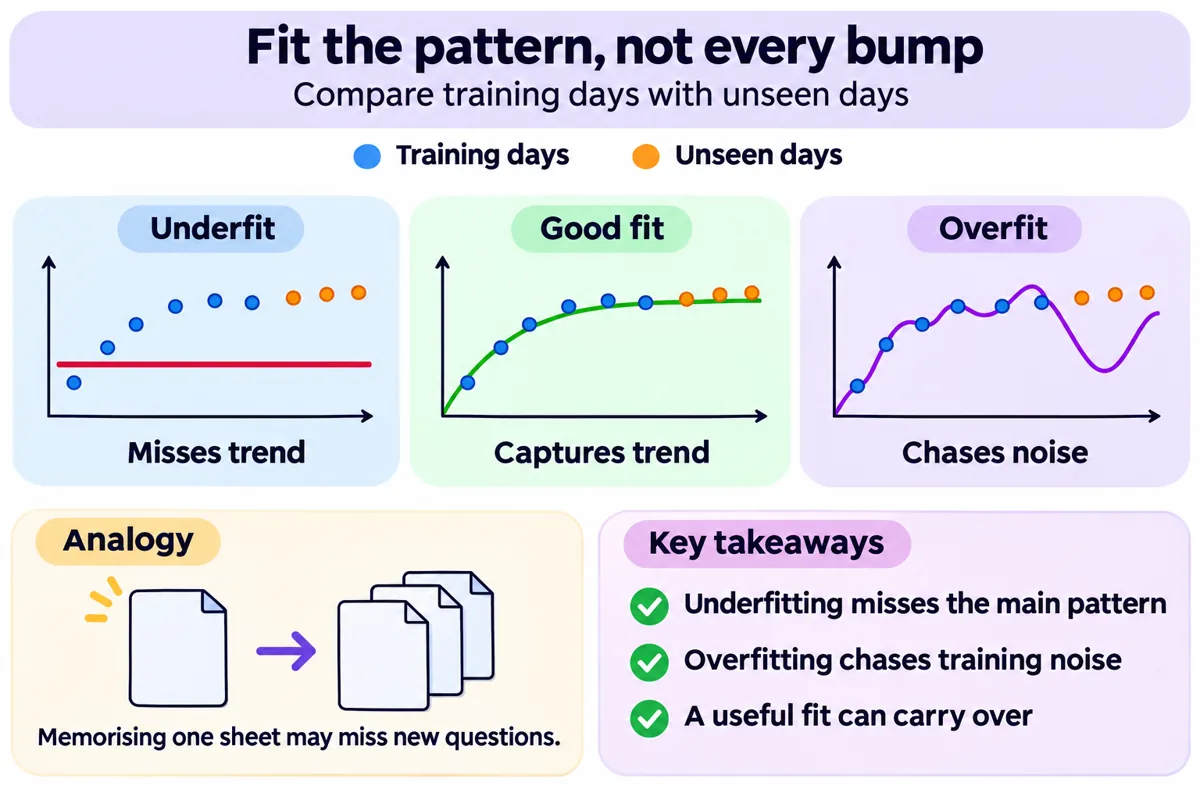 Fit the pattern, not every bump
Compare training days with unseen days
Training days
Unseen days
Underfit
Misses trend
Good fit
Captures trend
Overfit
Chases noise
Analogy
Memorising one sheet may miss new questions.
Key takeaways
Underfitting misses the main pattern
Overfitting chases training noise
A useful fit can carry over